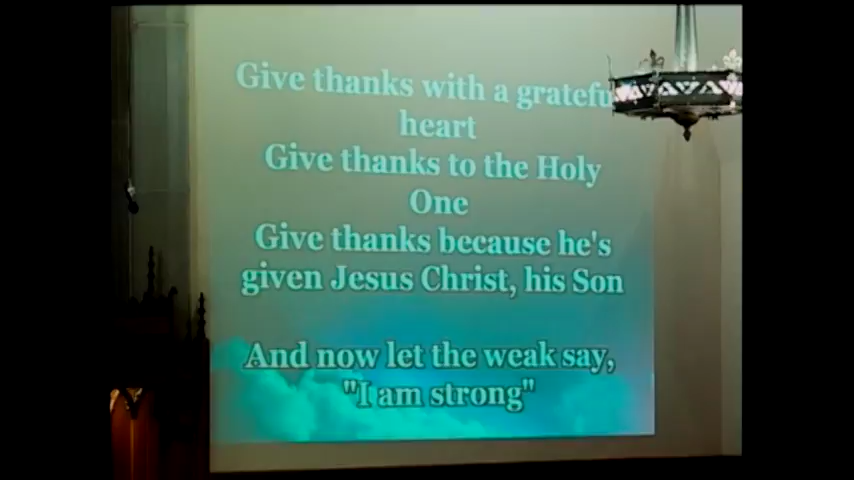 Give thanks with a gratefu
heart
Give thanks to the Holy
One
Give thanks because he's
given Jesus Christ, his Son
And now let the weak say,
"I am strong"